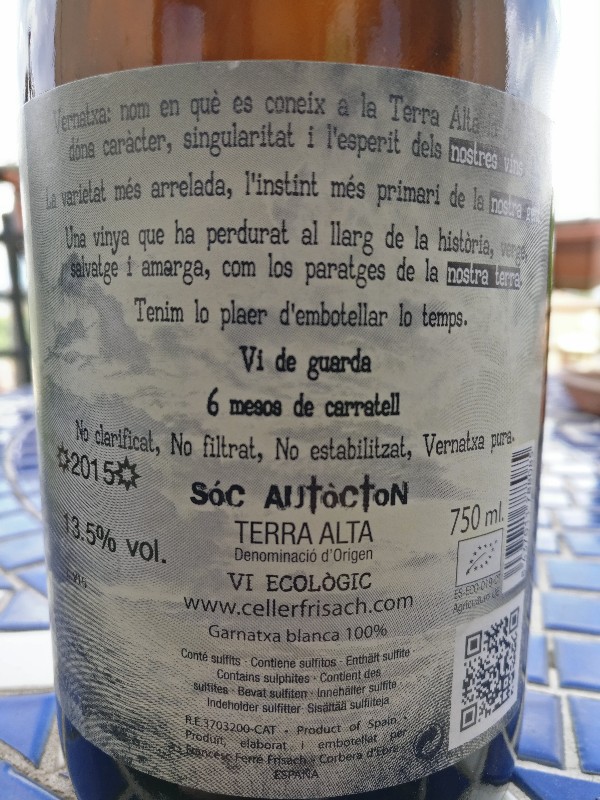 Vernatxa: nom en què es coneix a la Terra Alta
dóna caràcter, singularitat i l'esperit dels nostres vins
La varietat més arrelada, l'instint més primari de la nostra
Una vinya que ha perdurat al llarg de la història, verge,
salvatge i amarga, com los paratges de la nostra terra.
Tenim lo plaer d'embotellar lo temps.
Vi de guarda
6 mesos de carratell
No clarificat, No filtrat, No estabilitzat, Vernatxa pura.
2015
SÓC AUTÒCTON
13.5% vol.
TERRA ALTA
Denominació d'Origen
750 ml.
VI ECOLÒGIC
www.cellerfrisach.com
Garnatxa blanca 100%
Conté sulfits · Contiene sulfitos · Enthält sulfite
Contains sulphites · Contient des
sulfites · Bevat sulfiten · Innehåller sulfite
Indeholder sulfitter · Sisältää sulfiiteja
R.E.3703200-CAT · Product of Spain ·
Produït, elaborat i embotellat per
Francesc Ferré Frisach · Corbera d'Ebre
ESPAÑA